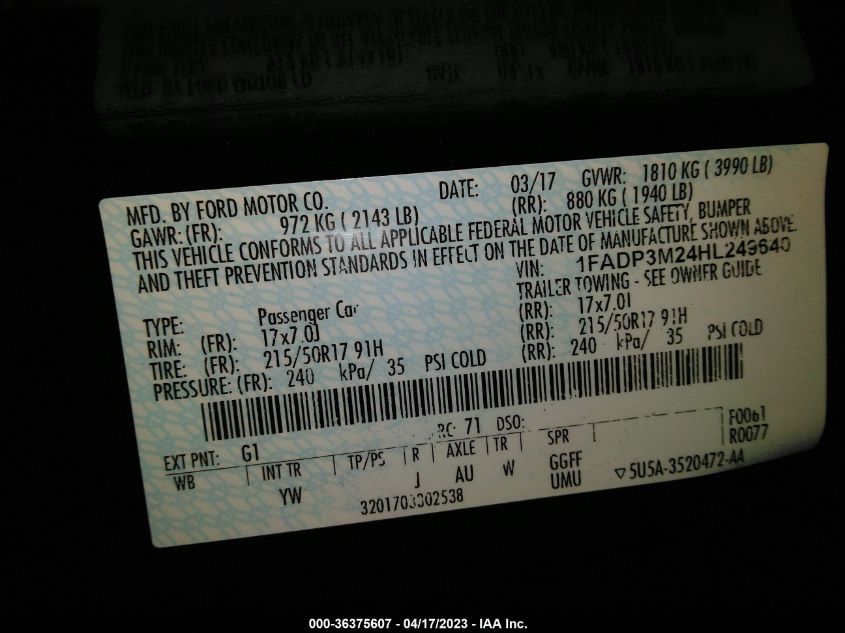 MFD. BY FORD MOTOR CO.
DATE: 03/17 GVWR: 1810 KG ( 3990 LB)
GAWR: (FR): 972 KG ( 2143 LB) (RR): 880 KG ( 1940 LB)
THIS VEHICLE CONFORMS TO ALL APPLICABLE FEDERAL MOTOR VEHICLE SAFETY, BUMPER
AND THEFT PREVENTION STANDARDS IN EFFECT ON THE DATE OF MANUFACTURE SHOWN ABOVE.
VIN: 1FADP3M24HL249640
TRAILER TOWING - SEE OWNER GUIDE
TYPE: Passenger Car
RIM: (FR): 17x7.0J (RR): 17x7.0J
TIRE: (FR): 215/50R17 91H (RR): 215/50R17 91H
PRESSURE: (FR): 240 kPa/ 35 PSI COLD (RR): 240 kPa/ 35 PSI COLD
EXT PNT: G1 RC: 71 DSO: F0061
R0077
WB INT TR TP/PS R AXLE TR SPR
YW J AU W GGFF
UMU
3201703302538 5U5A-3520472-AA
000-36375607 - 04/17/2023 - IAA Inc.